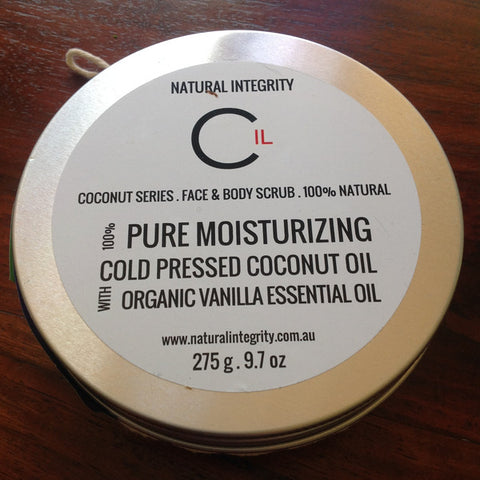 NATURAL INTEGRITY
CIL
COCONUT SERIES . FACE & BODY SCRUB . 100% NATURAL
100% PURE MOISTURIZING
COLD PRESSED COCONUT OIL
WITH ORGANIC VANILLA ESSENTIAL OIL
www.naturalintegrity.com.au
275 g . 9.7 oz